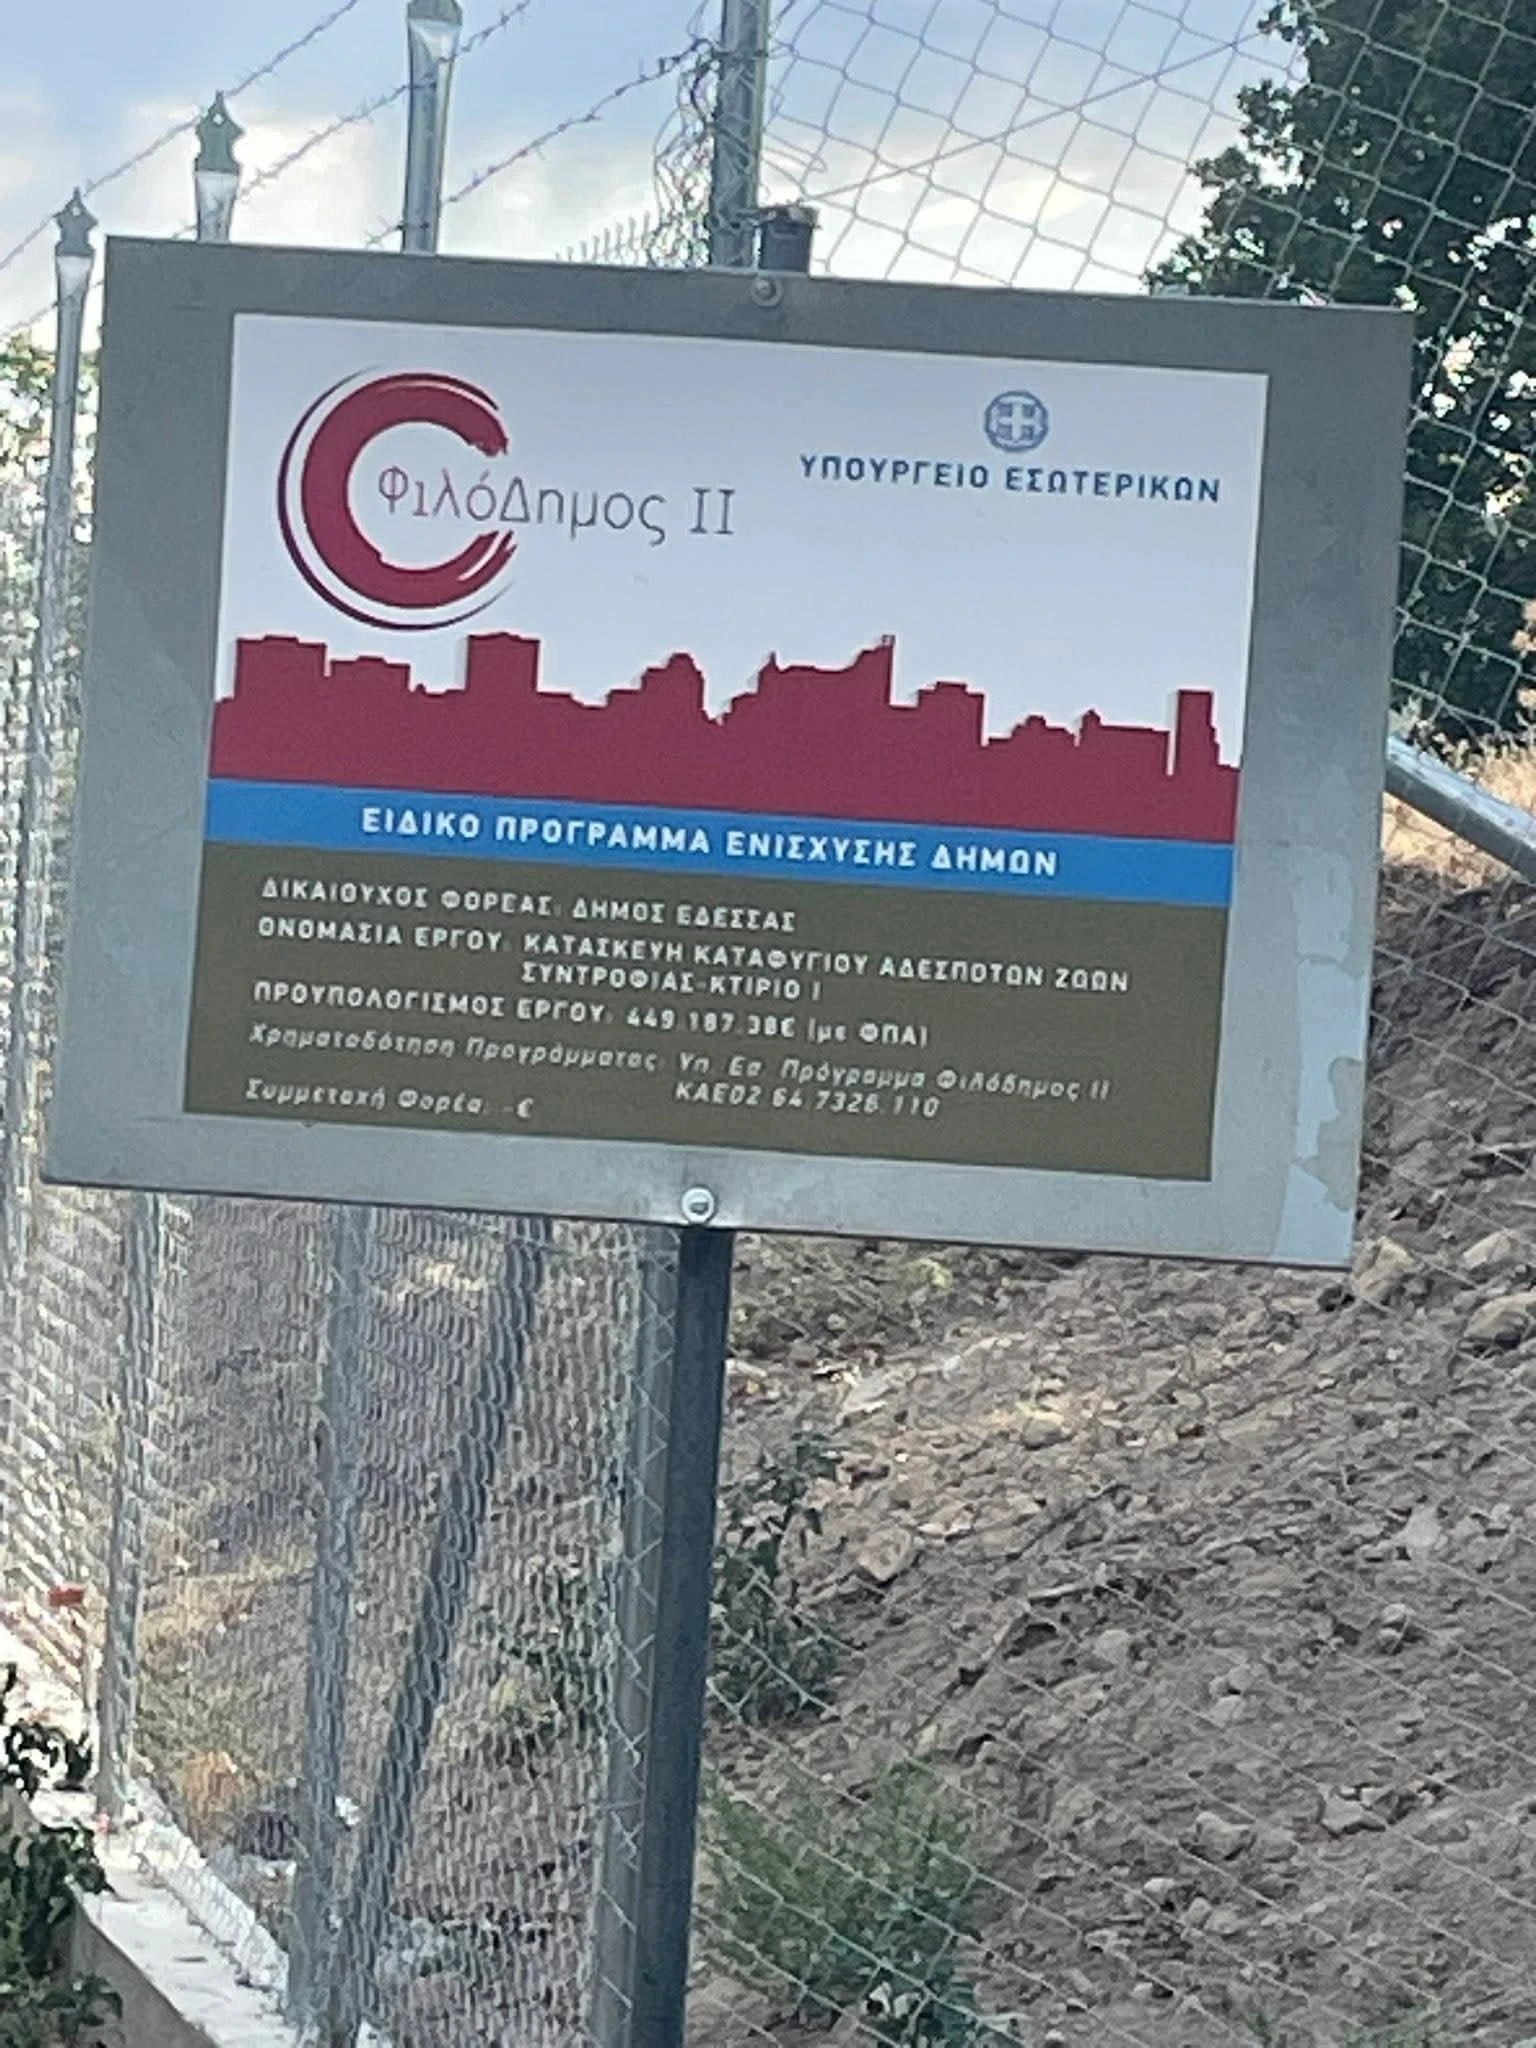 ΦιλόΔημος II
ΥΠΟΥΡΓΕΙΟ ΕΣΩΤΕΡΙΚΩΝ
ΕΙΔΙΚΟ ΠΡΟΓΡΑΜΜΑ ΕΝΙΣΧΥΣΗΣ ΔΗΜΩΝ
ΔΙΚΑΙΟΥΧΟΣ ΦΟΡΕΑΣ: ΔΗΜΟΣ ΕΔΕΣΣΑΣ
ΟΝΟΜΑΣΙΑ ΕΡΓΟΥ: ΚΑΤΑΣΚΕΥΗ ΚΑΤΑΦΥΓΙΟΥ ΑΔΕΣΠΟΤΩΝ ΖΩΩΝ
ΣΥΝΤΡΟΦΙΑΣ-ΚΤΙΡΙΟ Ι
ΠΡΟΥΠΟΛΟΓΙΣΜΟΣ ΕΡΓΟΥ: 449.187,38€ (με ΦΠΑ)
Χρηματοδότηση Προγράμματος: Υπ. Εσ. Πρόγραμμα Φιλόδημος ΙΙ
ΚΑΕ02.64.7326.110
Συμμετοχή Φορέα: -€